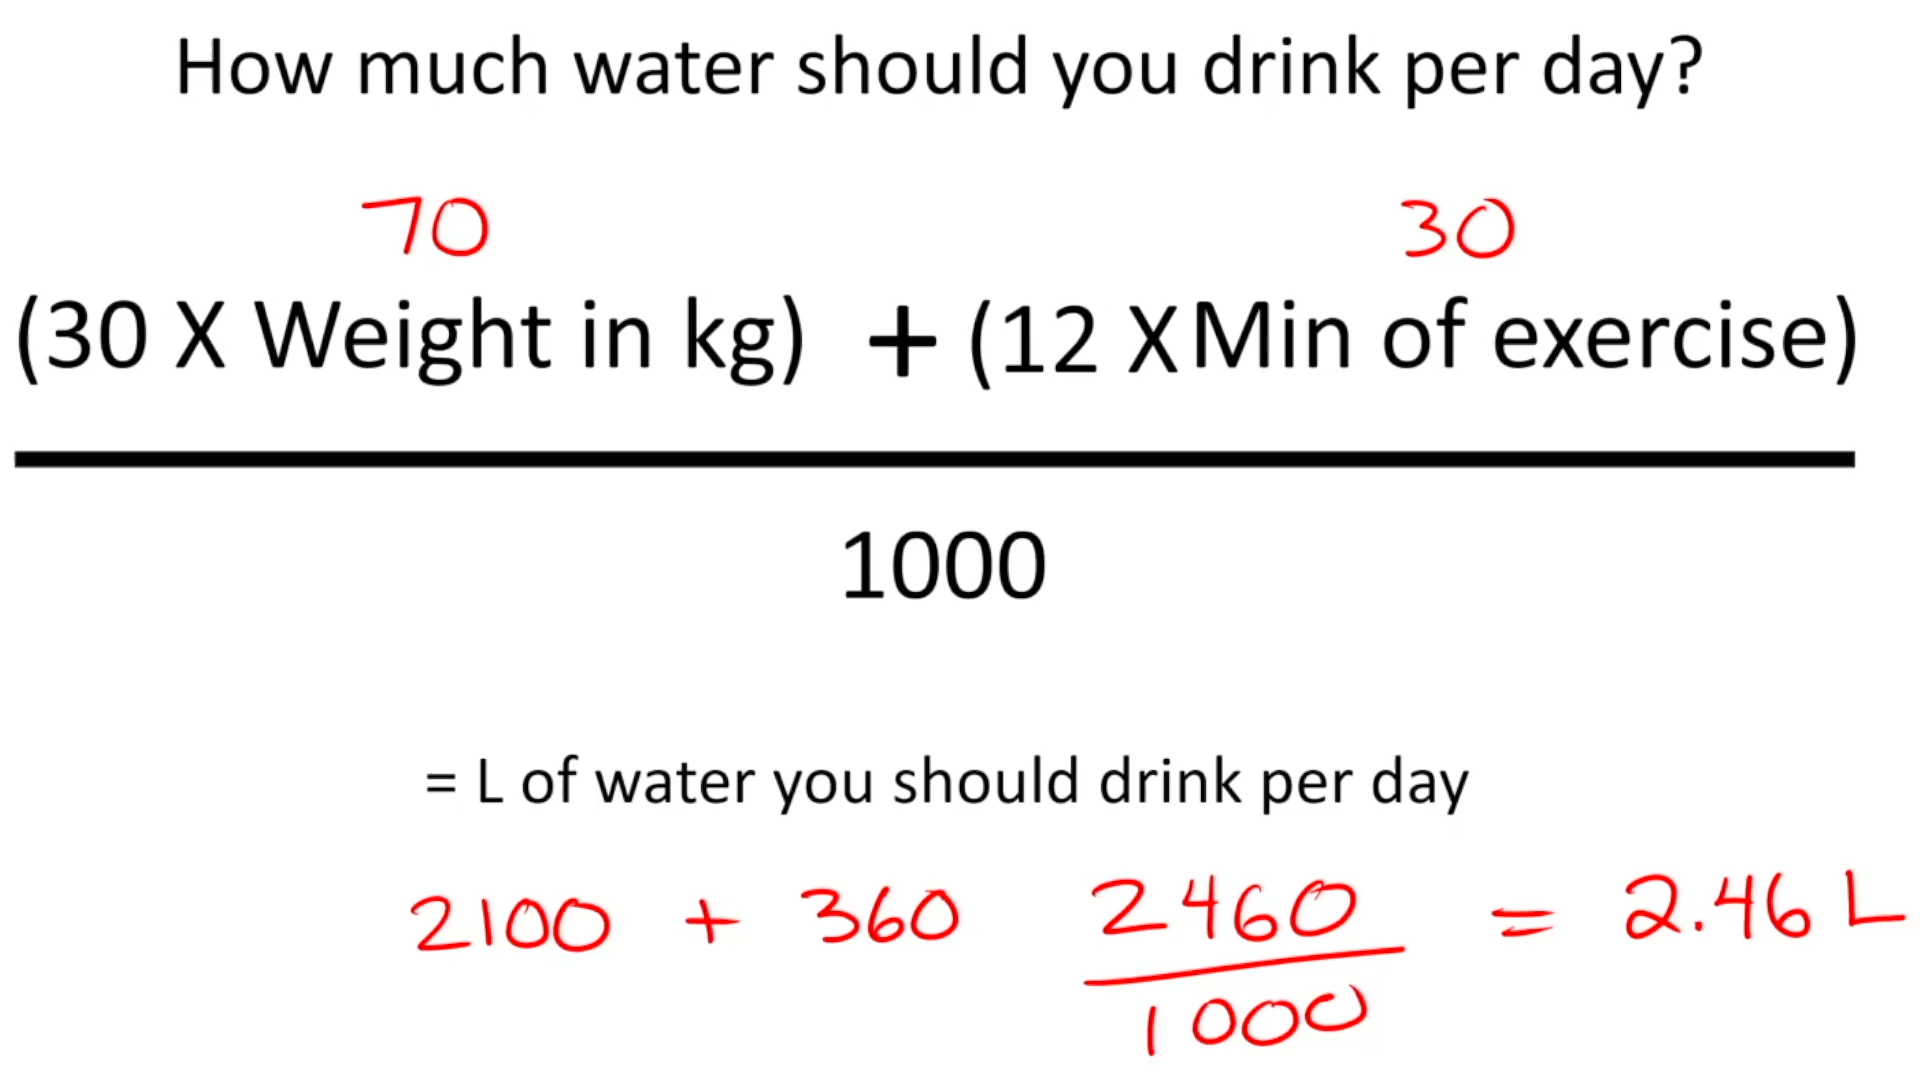 How much water should you drink per day?
70 30
(30 X Weight in kg) + (12 X Min of exercise)
1000
= L of water you should drink per day
2100 + 360 2460 = 2.46 L
1000